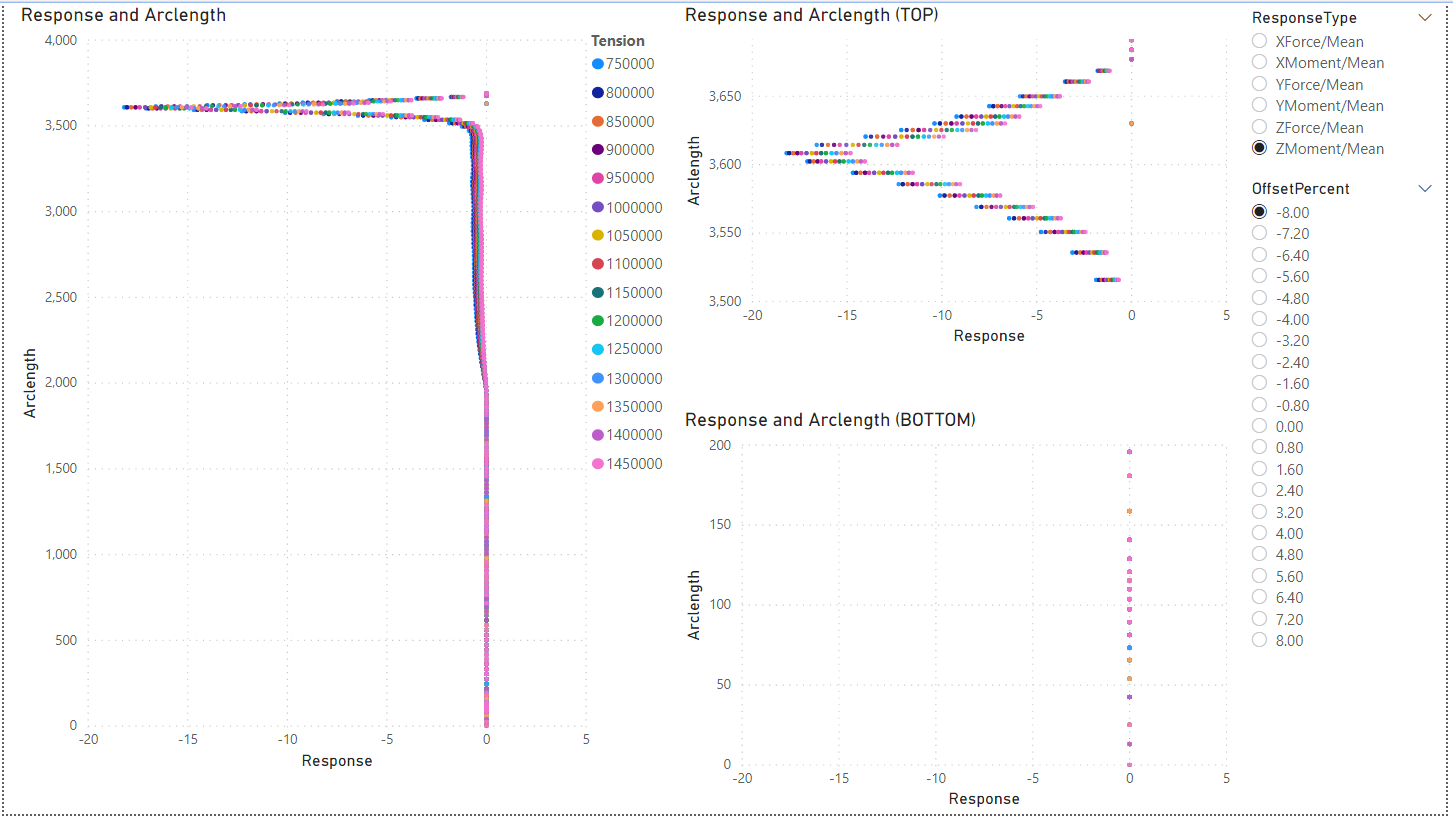 Response and Arclength
4,000
3,500
3,000
2,500
2,000
1,500
1,000
500
0
Arclength
-20 -15 -10 -5 0 5
Response
Tension
750000
800000
850000
900000
950000
1000000
1050000
1100000
1150000
1200000
1250000
1300000
1350000
1400000
1450000
Response and Arclength (TOP)
3,650
3,600
3,550
3,500
Arclength
-20 -15 -10 -5 0 5
Response
Response and Arclength (BOTTOM)
200
150
100
50
0
Arclength
-20 -15 -10 -5 0 5
Response
ResponseType
XForce/Mean
XMoment/Mean
YForce/Mean
YMoment/Mean
ZForce/Mean
ZMoment/Mean
OffsetPercent
-8.00
-7.20
-6.40
-5.60
-4.80
-4.00
-3.20
-2.40
-1.60
-0.80
0.00
0.80
1.60
2.40
3.20
4.00
4.80
5.60
6.40
7.20
8.00